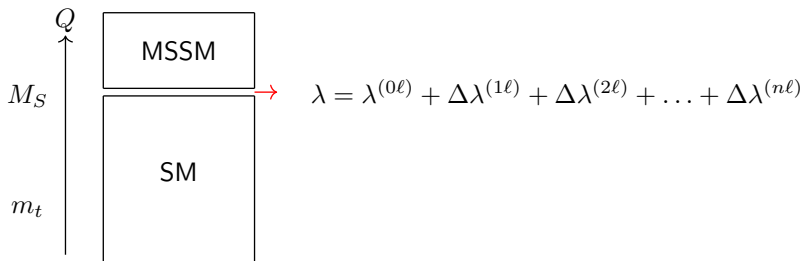 Q
MSSM
M_S
λ = λ^{(0ℓ)} + Δλ^{(1ℓ)} + Δλ^{(2ℓ)} + … + Δλ^{(nℓ)}
SM
m_t